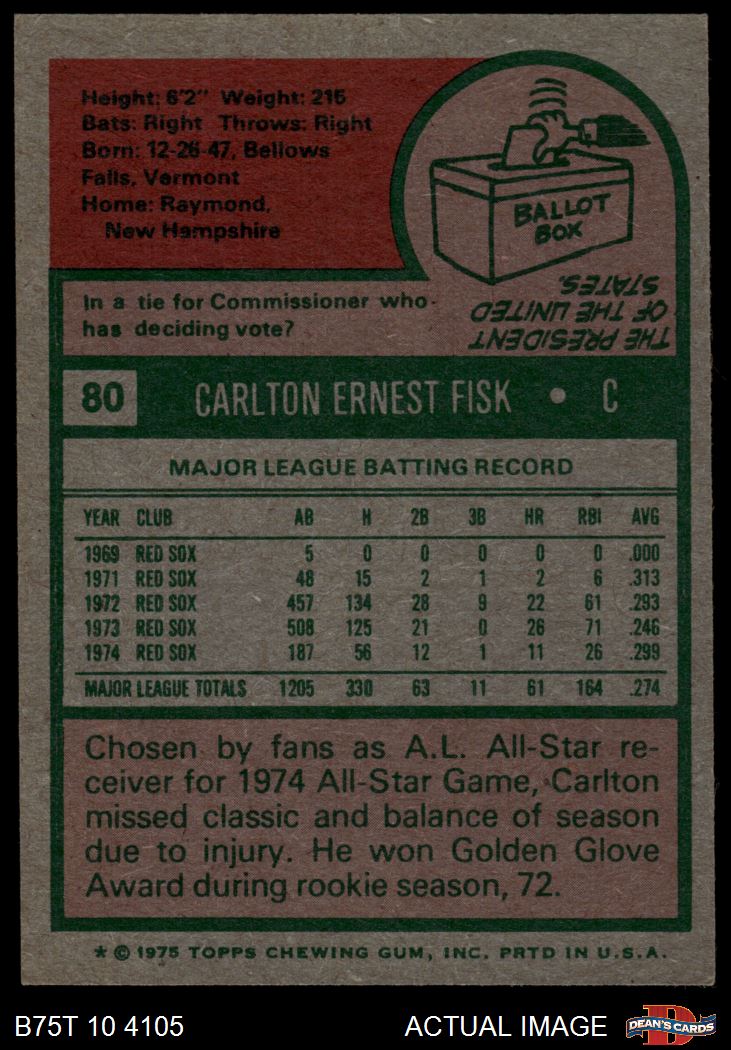 Height: 6'2" Weight: 215
Bats: Right Throws: Right
Born: 12-26-47, Bellows
Falls, Vermont
Home: Raymond,
New Hampshire
BALLOT
BOX
In a tie for Commissioner who
has deciding vote?
THE PRESIDENT
OF THE UNITED
STATES.
80 CARLTON ERNEST FISK • C
MAJOR LEAGUE BATTING RECORD
YEAR CLUB AB H 2B 3B HR RBI AVG
1969 RED SOX 5 0 0 0 0 0 .000
1971 RED SOX 48 15 2 1 2 6 .313
1972 RED SOX 457 134 28 9 22 61 .293
1973 RED SOX 508 125 21 0 26 71 .246
1974 RED SOX 187 56 12 1 11 26 .299
MAJOR LEAGUE TOTALS 1205 330 63 11 61 164 .274
Chosen by fans as A.L. All-Star re-
ceiver for 1974 All-Star Game, Carlton
missed classic and balance of season
due to injury. He won Golden Glove
Award during rookie season, 72.
* © 1975 TOPPS CHEWING GUM, INC. PRTD IN U.S.A.
B75T 10 4105 ACTUAL IMAGE DEAN'S CARDS